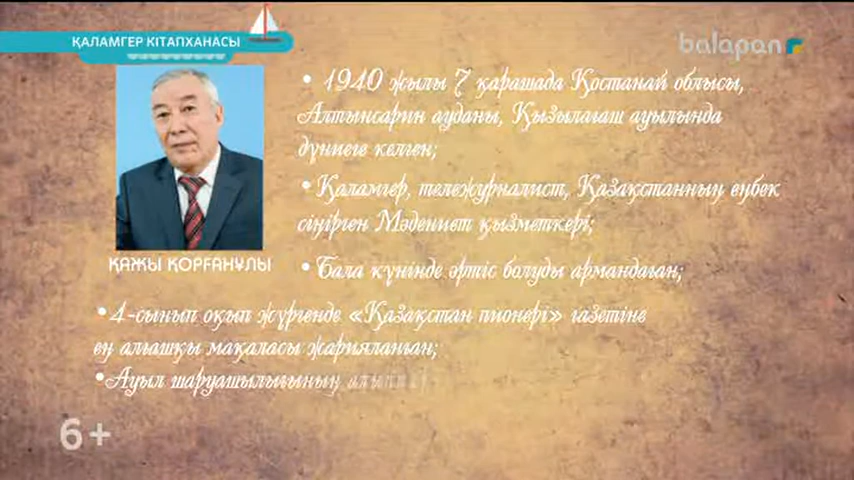 ҚАЛАМГЕР КІТАПХАНАСЫ
balapan
• 1940 жылы 7 қарашада Қостанай облысы,
Алтынсарин ауданы, Қызылағаш ауылында
дүниеге келген;
• Қаламгер, тележурналист, Қазақстанның еңбек
сіңірген Мәдениет қызметкері;
ҚАЖЫ ҚОРҒАНҰЛЫ
• Бала күнінде әртіс болуды армандаған;
• 4-сынып оқып жүргенде «Қазақстан пионері» газетіне
ең алғашқы мақаласы жарияланған;
• Ауыл шаруашылығының
6+